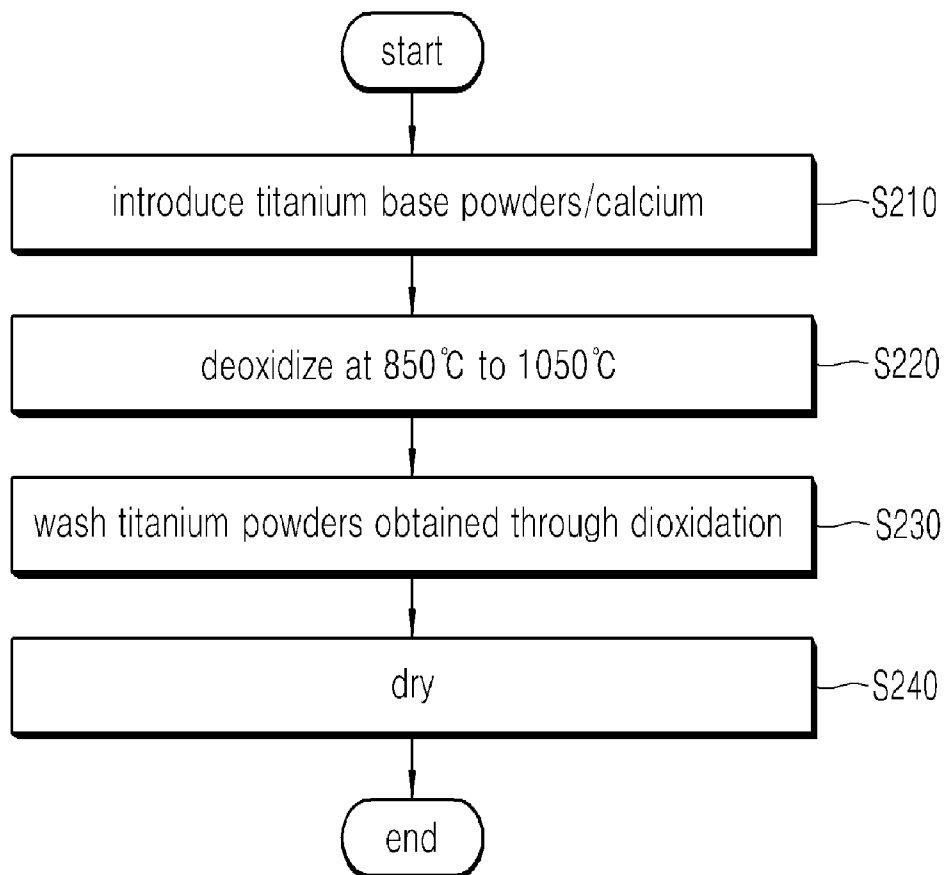 start
introduce titanium base powders/calcium
S210
deoxidize at 850℃ to 1050℃
S220
wash titanium powders obtained through dioxidation
S230
dry
S240
end